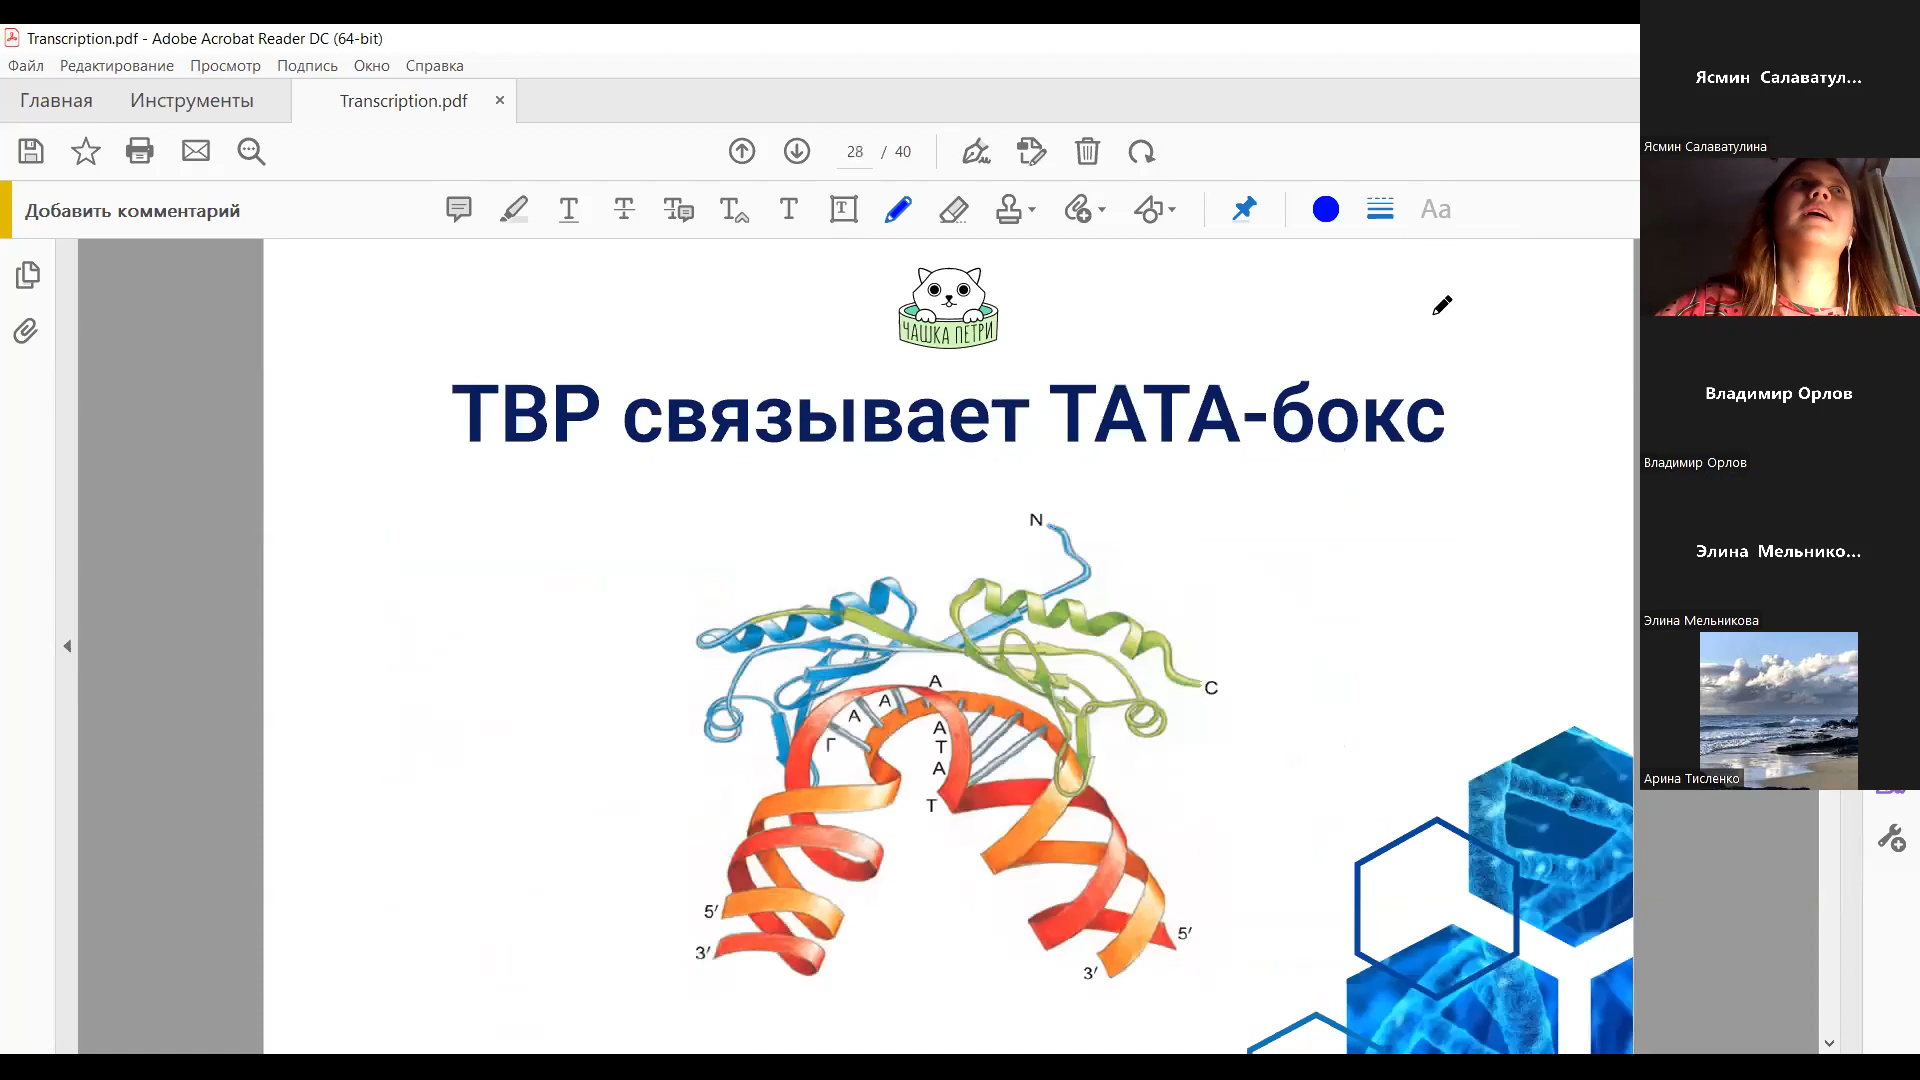 Transcription.pdf - Adobe Acrobat Reader DC (64-bit)
Файл Редактирование Просмотр Подпись Окно Справка
Главная Инструменты Transcription.pdf ×
28 / 40
Добавить комментарий
Aa
ЧАШКА ПЕТРИ
ТВР связывает ТАТА-бокс
N
C
А
А
А
Г
А
Т
А
Т
5′
3′
5′
3′
Ясмин Салаватул...
Ясмин Салаватулина
Владимир Орлов
Владимир Орлов
Элина Мельнико...
Элина Мельникова
Арина Тисленко